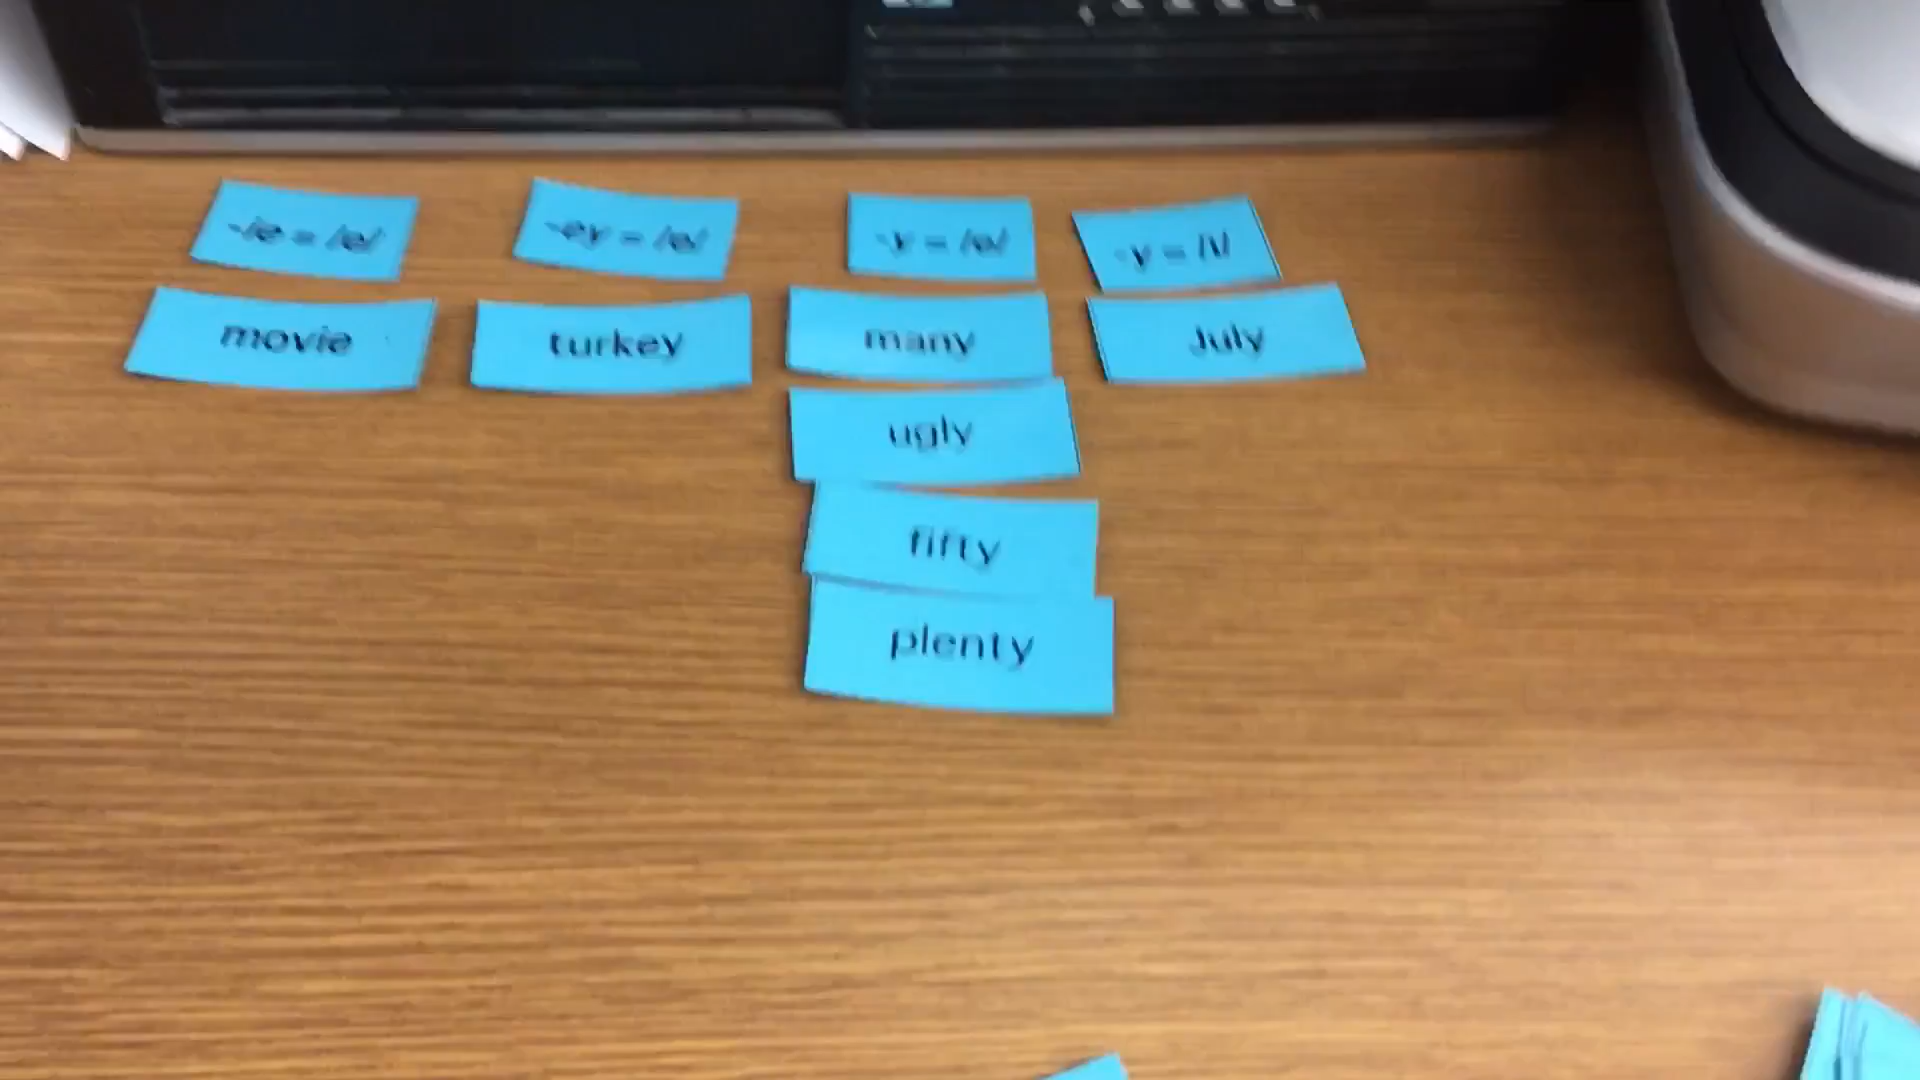 -ie = /e/
-ey = /e/
-y = /e/
-y = /i/
movie
turkey
many
July
ugly
fifty
plenty